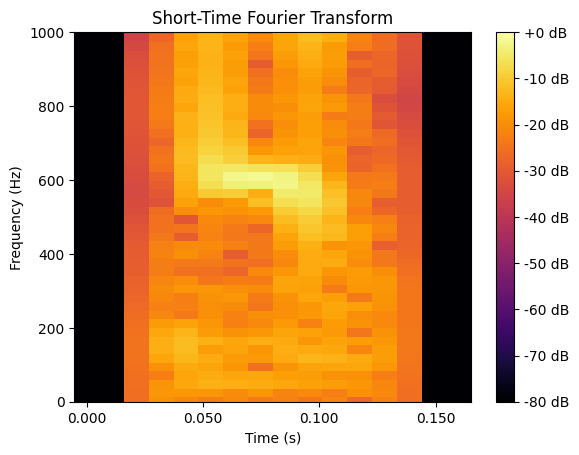 Short-Time Fourier Transform
1000
800
600
400
200
0
Frequency (Hz)
0.000
0.050
0.100
0.150
Time (s)
+0 dB
-10 dB
-20 dB
-30 dB
-40 dB
-50 dB
-60 dB
-70 dB
-80 dB